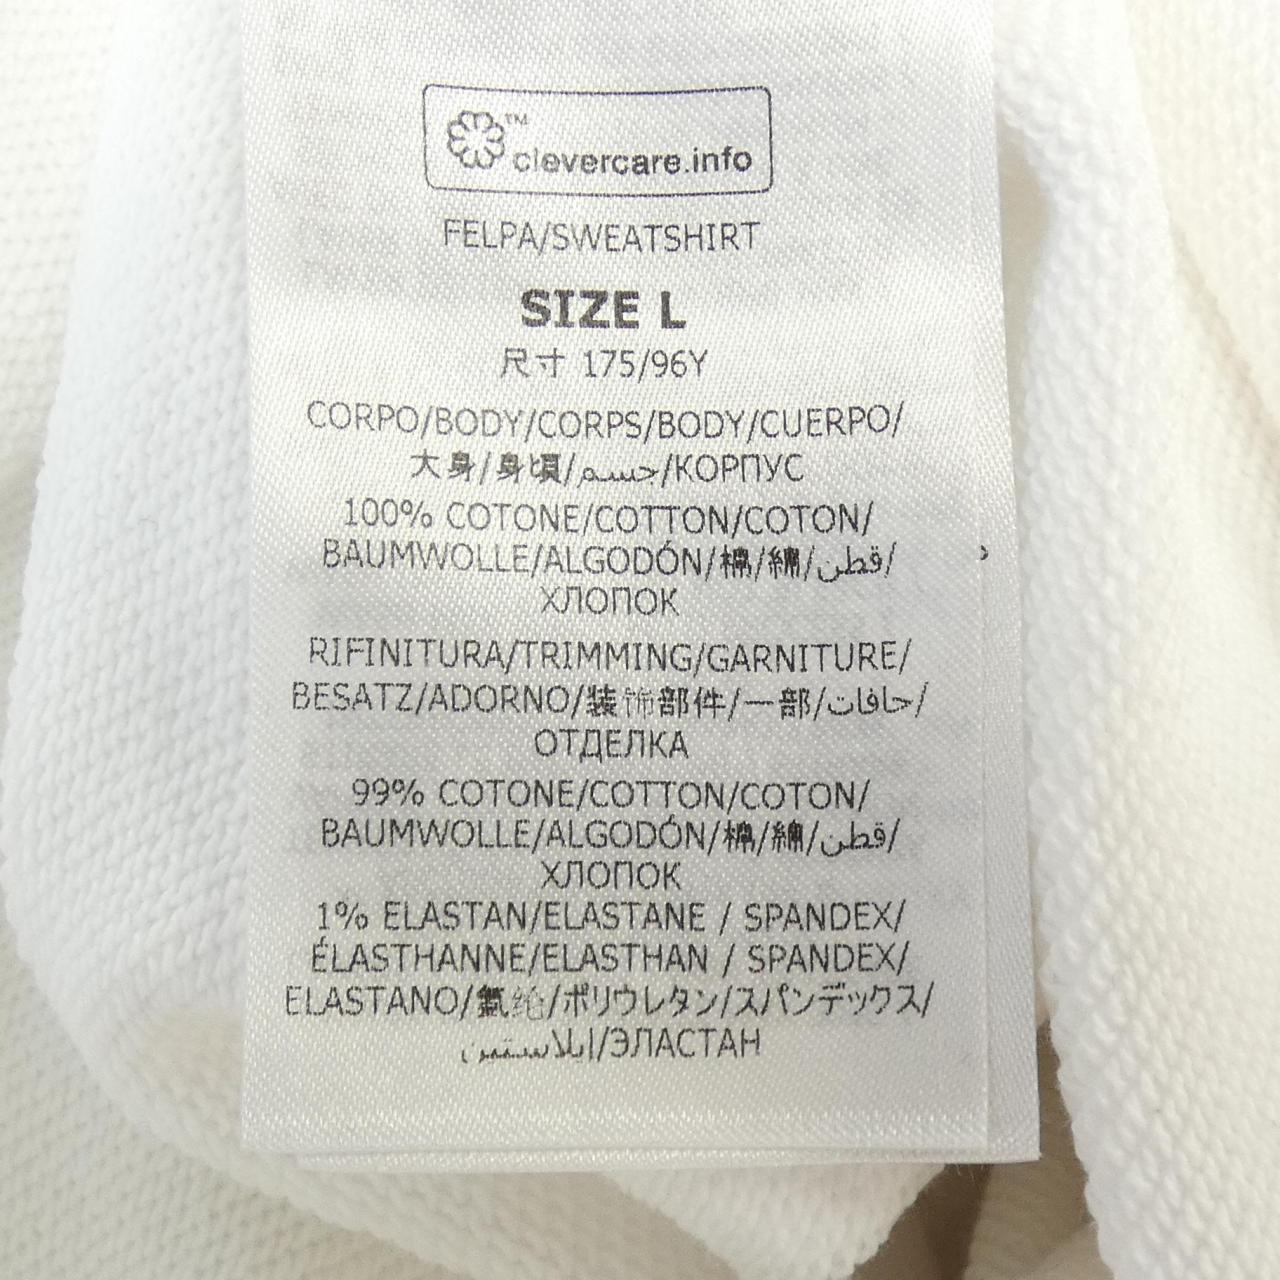 ™
clevercare.info
FELPA/SWEATSHIRT
SIZE L
尺寸 175/96Y
CORPO/BODY/CORPS/BODY/CUERPO/
大身/身頃/جسم/КОРПУС
100% COTONE/COTTON/COTON/
BAUMWOLLE/ALGODÓN/棉/綿/قطن/
ХЛОПОК
RIFINITURA/TRIMMING/GARNITURE/
BESATZ/ADORNO/装饰部件/一部/حافات/
ОТДЕЛКА
99% COTONE/COTTON/COTON/
BAUMWOLLE/ALGODÓN/棉/綿/قطن/
ХЛОПОК
1% ELASTAN/ELASTANE / SPANDEX/
ÉLASTHANNE/ELASTHAN / SPANDEX/
ELASTANO/氨纶/ポリウレタン/スパンデックス/
ايلاستين/ЭЛАСТАН